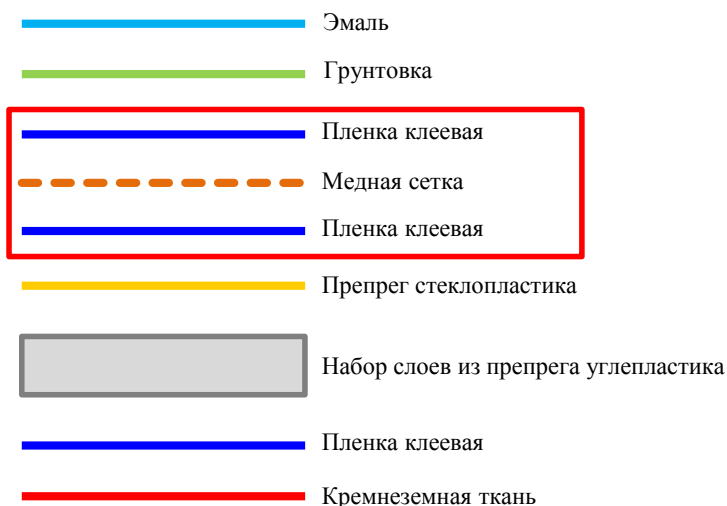 Эмаль
Грунтовка
Пленка клеевая
Медная сетка
Пленка клеевая
Препрег стеклопластика
Набор слоев из препрега углепластика
Пленка клеевая
Кремнеземная ткань